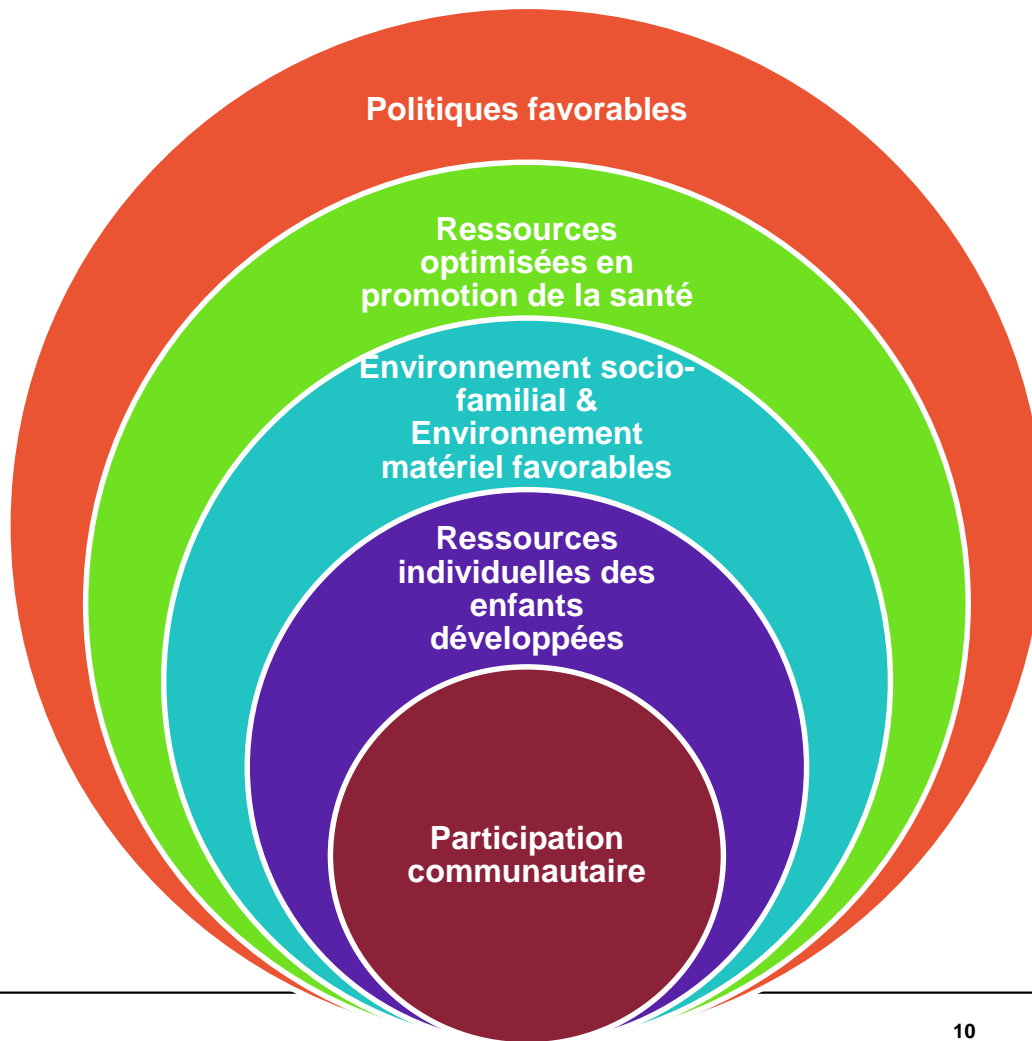 Politiques favorables
Ressources
optimisées en
promotion de la santé
Environnement socio-
familial &
Environnement
matériel favorables
Ressources
individuelles des
enfants
développées
Participation
communautaire
10